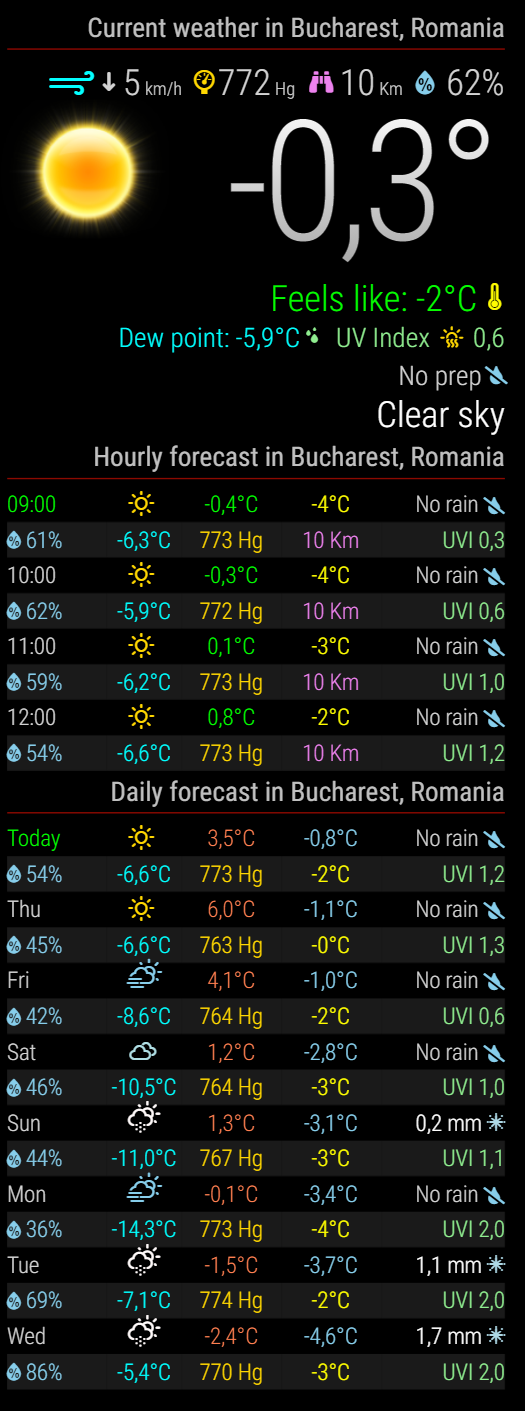 Current weather in Bucharest, Romania
5 km/h 772 Hg 10 Km 62%
-0,3°
Feels like: -2°C
Dew point: -5,9°C UV Index 0,6
No prep
Clear sky
Hourly forecast in Bucharest, Romania
09:00 -0,4°C -4°C No rain
61% -6,3°C 773 Hg 10 Km UVI 0,3
10:00 -0,3°C -4°C No rain
62% -5,9°C 772 Hg 10 Km UVI 0,6
11:00 0,1°C -3°C No rain
59% -6,2°C 773 Hg 10 Km UVI 1,0
12:00 0,8°C -2°C No rain
54% -6,6°C 773 Hg 10 Km UVI 1,2
Daily forecast in Bucharest, Romania
Today 3,5°C -0,8°C No rain
54% -6,6°C 773 Hg -2°C UVI 1,2
Thu 6,0°C -1,1°C No rain
45% -6,6°C 763 Hg -0°C UVI 1,3
Fri 4,1°C -1,0°C No rain
42% -8,6°C 764 Hg -2°C UVI 0,6
Sat 1,2°C -2,8°C No rain
46% -10,5°C 764 Hg -3°C UVI 1,0
Sun 1,3°C -3,1°C 0,2 mm
44% -11,0°C 767 Hg -3°C UVI 1,1
Mon -0,1°C -3,4°C No rain
36% -14,3°C 773 Hg -4°C UVI 2,0
Tue -1,5°C -3,7°C 1,1 mm
69% -7,1°C 774 Hg -2°C UVI 2,0
Wed -2,4°C -4,6°C 1,7 mm
86% -5,4°C 770 Hg -3°C UVI 2,0